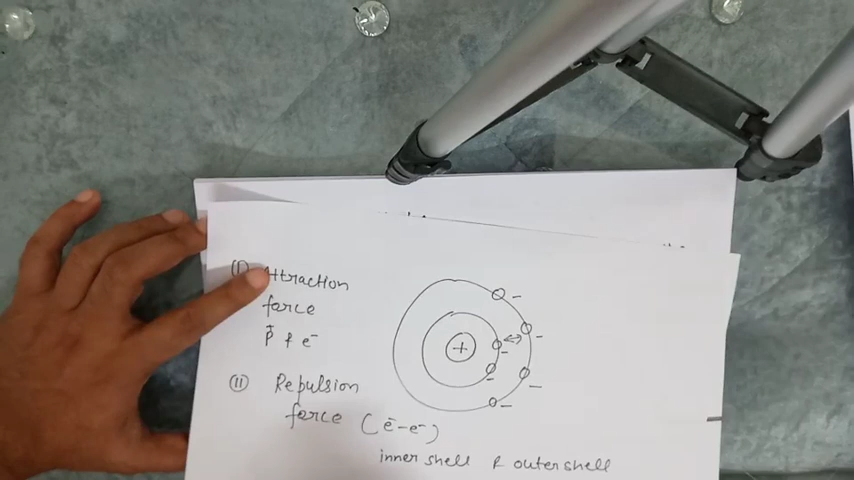 (I) Attraction
force
p̄ & e⁻
(II) Repulsion
force (ē-e⁻)
inner shell & outer shell
+
-
-
-
-
-
-